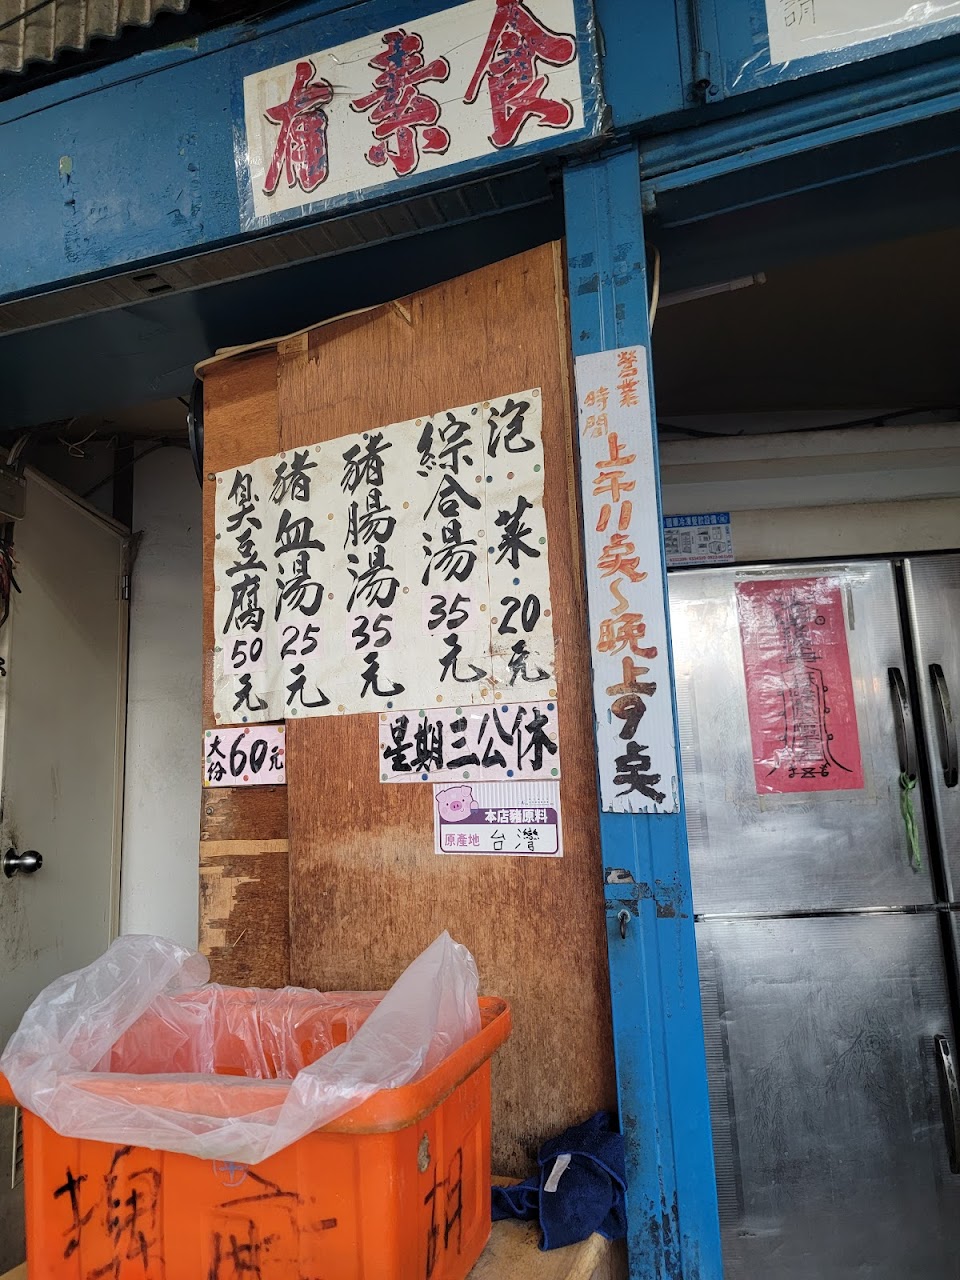 有素食
泡菜20元
綜合湯35元
豬腸湯35元
豬血湯25元
臭豆腐50元
大份60元
星期三公休
本店豬原料
原產地 台灣
營業時間 上午11点~晚上9点